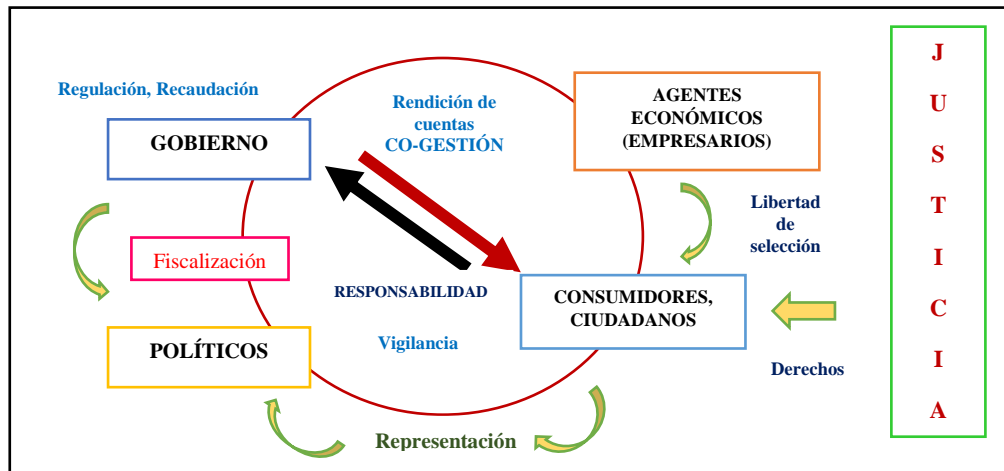 Regulación, Recaudación
GOBIERNO
Rendición de
cuentas
CO-GESTIÓN
AGENTES
ECONÓMICOS
(EMPRESARIOS)
Libertad
de
selección
Fiscalización
RESPONSABILIDAD
CONSUMIDORES,
CIUDADANOS
POLÍTICOS
Vigilancia
Derechos
Representación
J
U
S
T
I
C
I
A